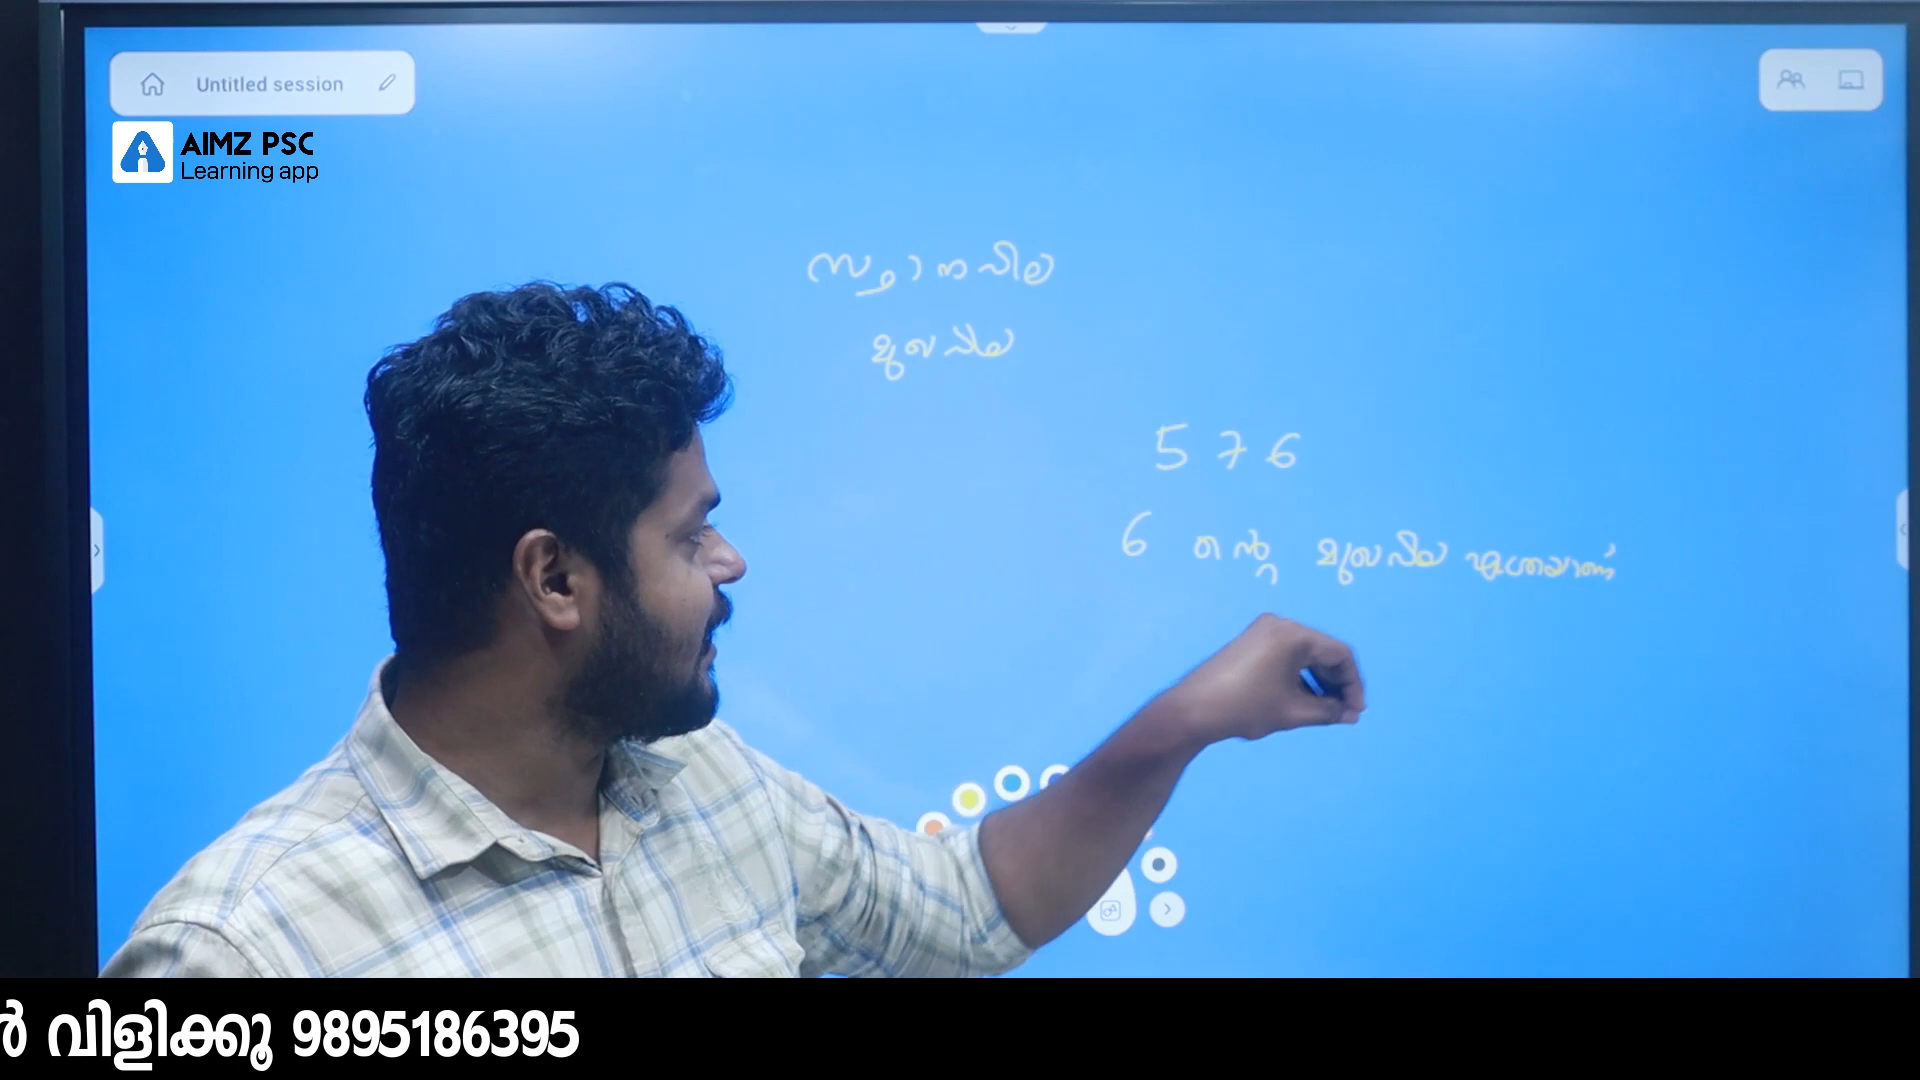 Untitled session
AIMZ PSC
Learning app
സ്ഥാനവില
മുഖവില
5 7 6
6 ൻ്റെ മുഖവില എത്രയാണ്
ൽ വിളിക്കൂ 9895186395